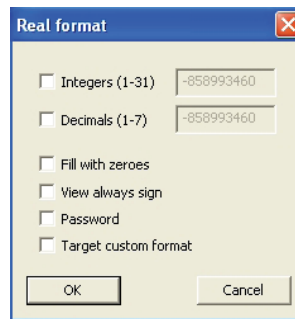 Real format
Integers (1-31) -858993460
Decimals (1-7) -858993460
Fill with zeroes
View always sign
Password
Target custom format
OK Cancel